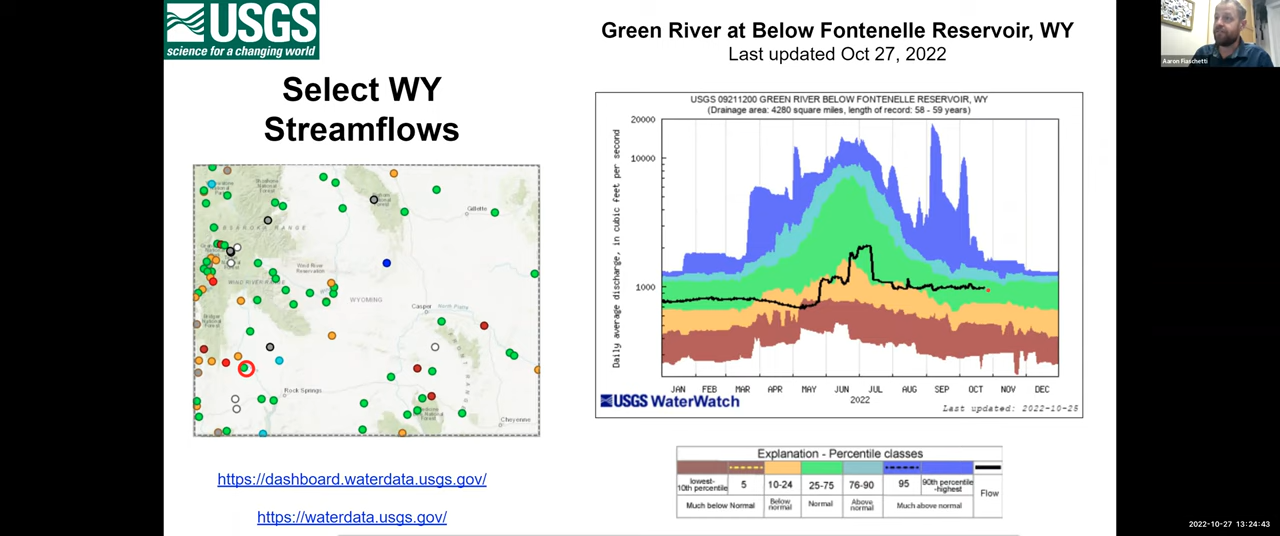 USGS
science for a changing world
Select WY
Streamflows
Green River at Below Fontenelle Reservoir, WY
Last updated Oct 27, 2022
Aaron Fiaschetti
USGS 09211200 GREEN RIVER BELOW FONTENELLE RESERVOIR, WY
(Drainage area: 4280 square miles, length of record: 58 - 59 years)
Daily average discharge, in cubic feet per second
20000
10000
1000
JAN FEB MAR APR MAY JUN JUL AUG SEP OCT NOV DEC
2022
USGS WaterWatch
Last updated: 2022-10-25
Gillette
WYOMING
Casper
Rock Springs
Cheyenne
https://dashboard.waterdata.usgs.gov/
https://waterdata.usgs.gov/
Explanation - Percentile classes
lowest-
10th percentile
5
10-24
25-75
76-90
95
90th percentile
-highest
Flow
Much below Normal
Below
normal
Normal
Above
normal
Much above normal
2022-10-27 13:24:43